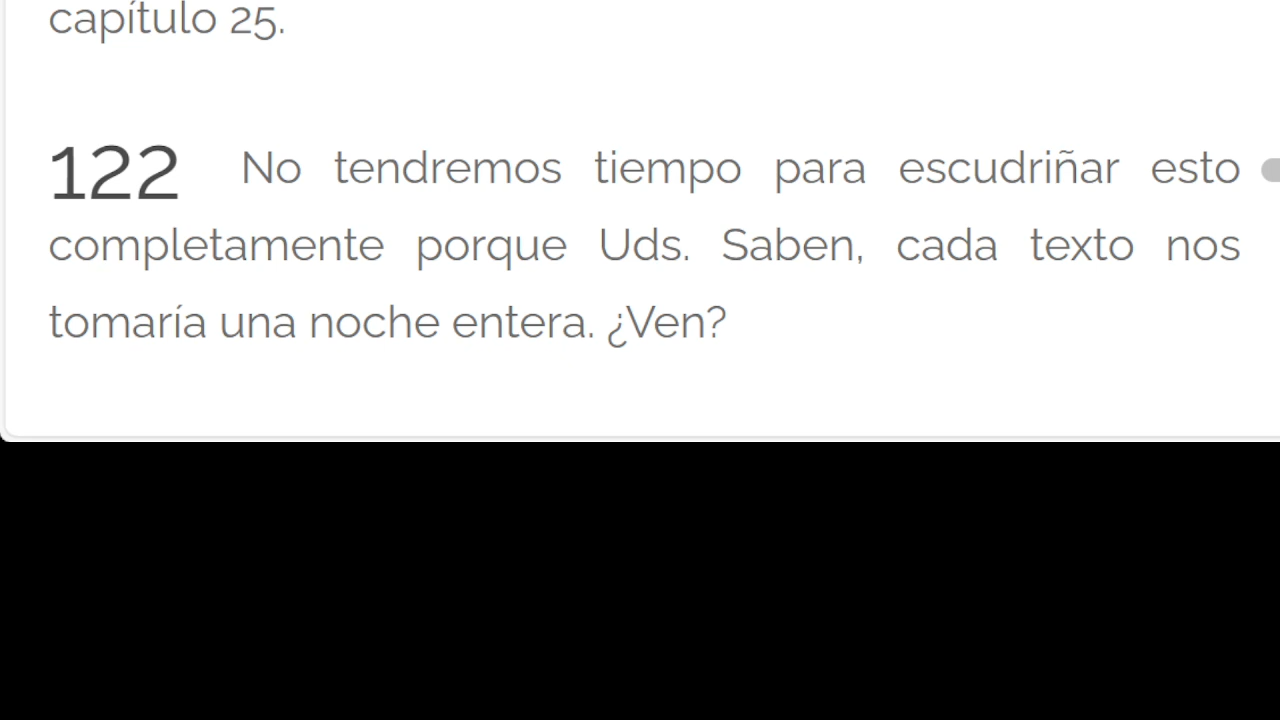 capítulo 25.
122 No tendremos tiempo para escudriñar esto
completamente porque Uds. Saben, cada texto nos
tomaría una noche entera. ¿Ven?